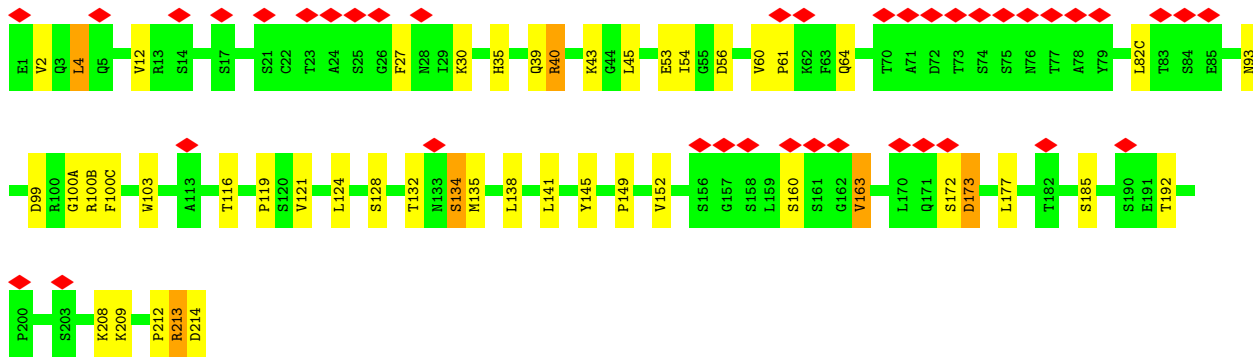 E1 V2 Q3 L4 Q5 V12 R13 S14 S17 S21 C22 T23 A24 S25 G26 F27 N28 I29 K30 H35 Q39 R40 K43 G44 L45 E53 I54 G55 D56 V60 P61 K62 F63 Q64 T70 A71 D72 T73 S74 S75 N76 T77 A78 Y79 L82C T83 S84 E85 N93
D99 R100 G100A R100B F100C W103 A113 T116 P119 S120 V121 L124 S128 T132 N133 S134 M135 L138 L141 Y145 P149 V152 S156 G157 S158 L159 S160 S161 G162 V163 L170 Q171 S172 D173 L177 T182 S185 S190 E191 T192
P200 S203 K208 K209 P212 R213 D214